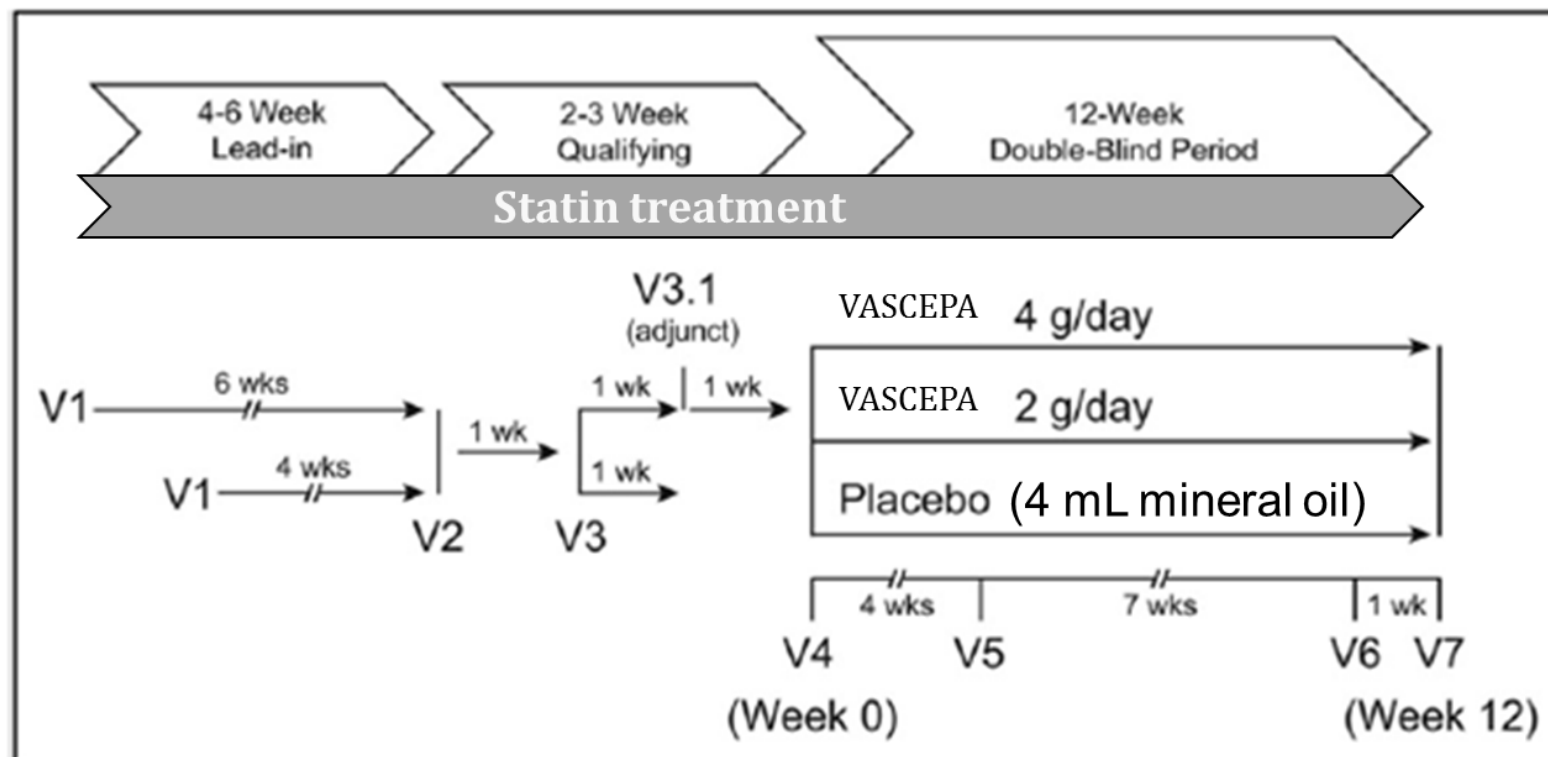 4-6 Week
Lead-in
2-3 Week
Qualifying
12-Week
Double-Blind Period
Statin treatment
V3.1
(adjunct)
VASCEPA 4 g/day
V1 6 wks 1 wk 1 wk
VASCEPA 2 g/day
1 wk
V1 4 wks 1 wk
Placebo (4 mL mineral oil)
V2 V3
4 wks 7 wks 1 wk
V4 V5 V6 V7
(Week 0) (Week 12)